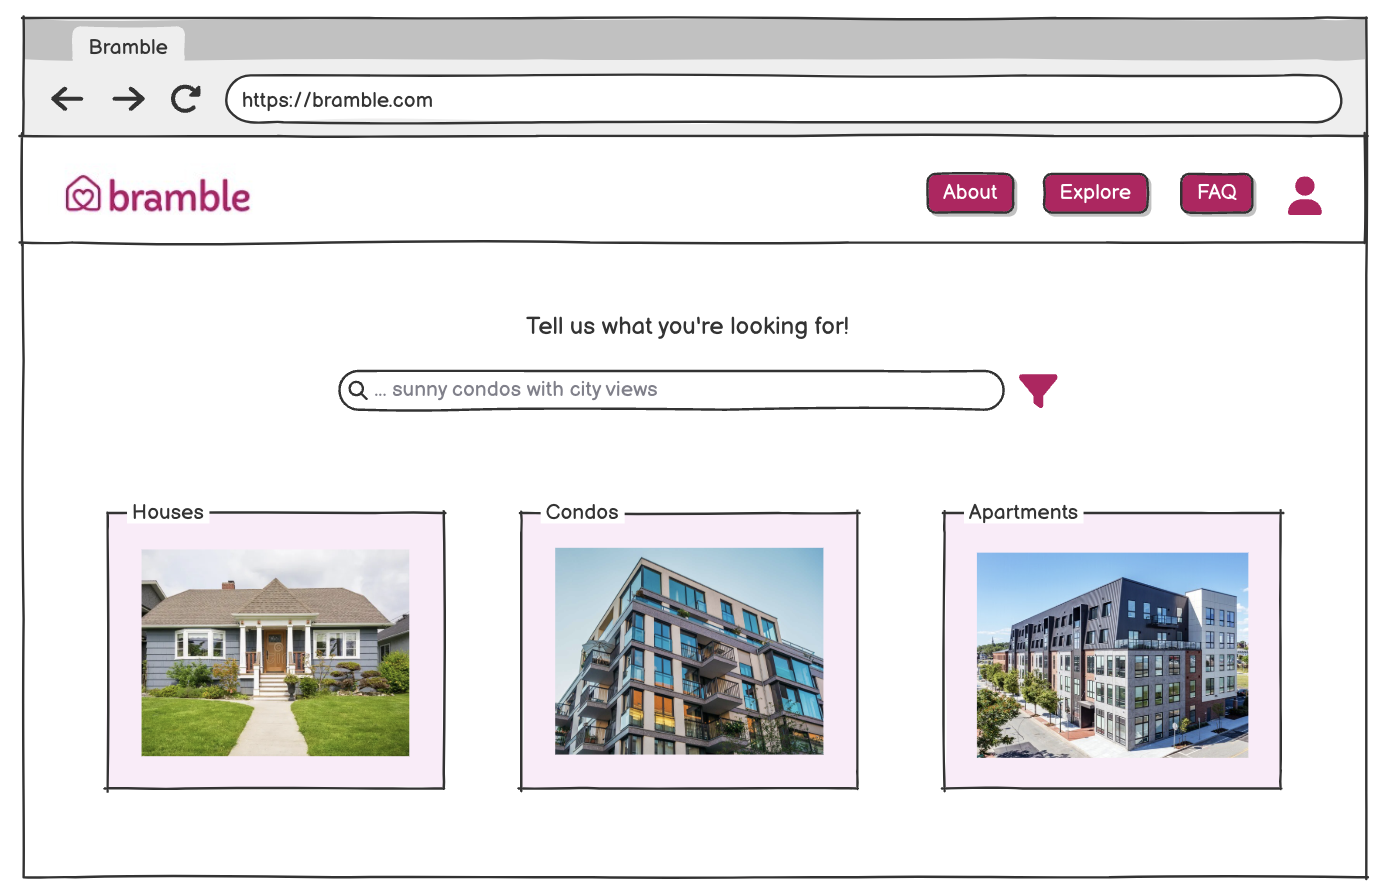 Bramble
https://bramble.com
bramble
About
Explore
FAQ
Tell us what you're looking for!
... sunny condos with city views
Houses
Condos
Apartments